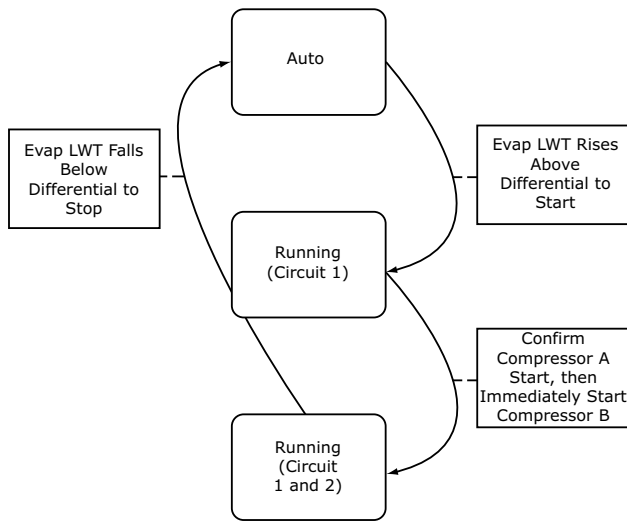 Auto
Evap LWT Falls
Below
Differential to
Stop
Evap LWT Rises
Above
Differential to
Start
Running
(Circuit 1)
Confirm
Compressor A
Start, then
Immediately Start
Compressor B
Running
(Circuit
1 and 2)